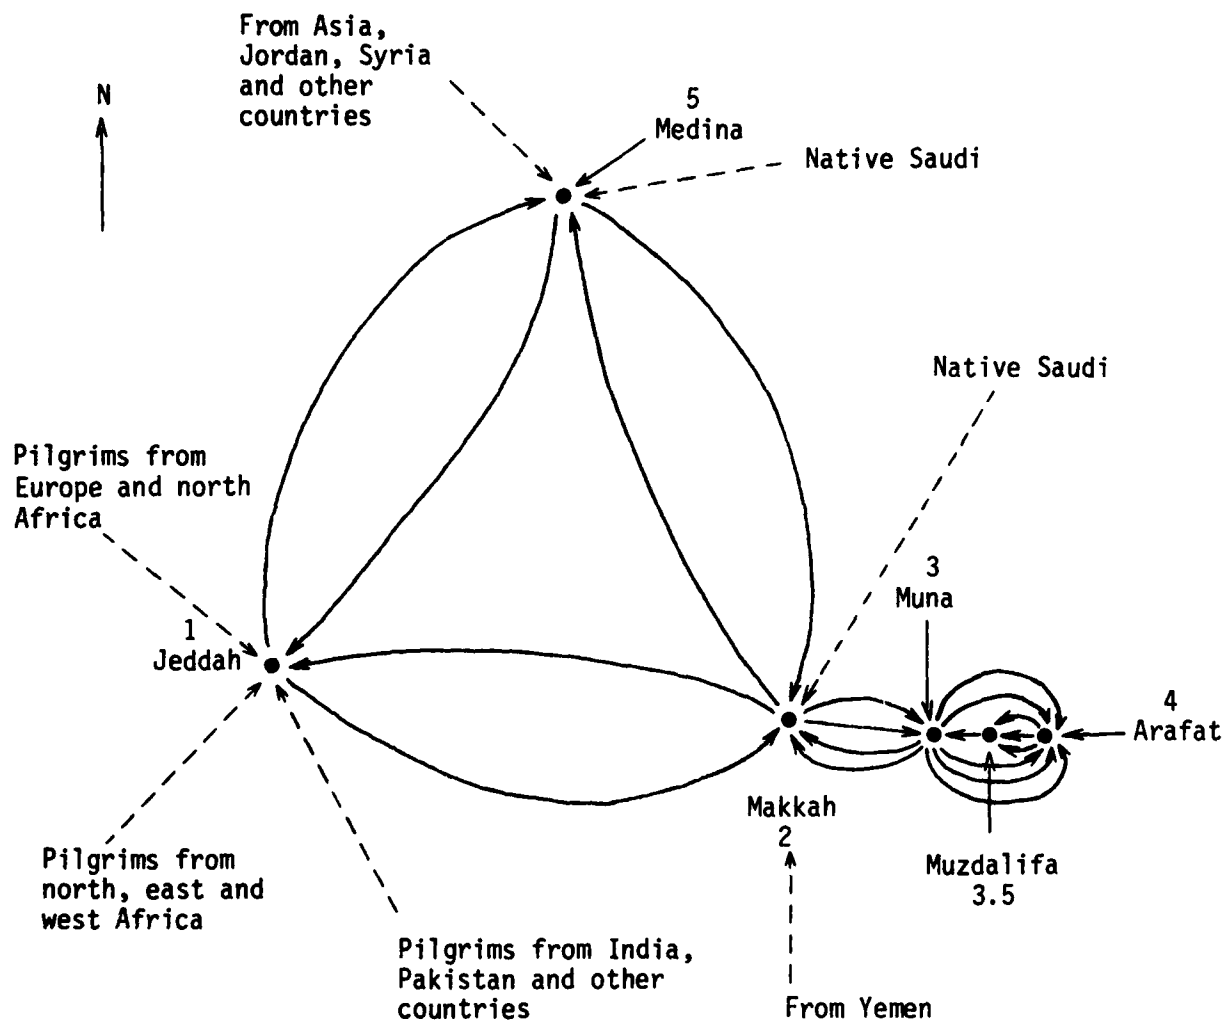 From Asia,
Jordan, Syria
and other
countries
N
5
Medina
Native Saudi
Native Saudi
Pilgrims from
Europe and north
Africa
3
Muna
1
Jeddah
4
Arafat
Makkah
2
Muzdalifa
3.5
Pilgrims from
north, east and
west Africa
Pilgrims from India,
Pakistan and other
countries
From Yemen